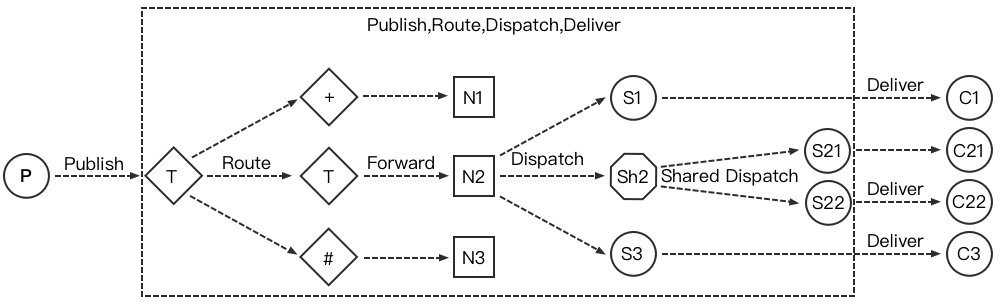 Publish,Route,Dispatch,Deliver
P
Publish
T
Route
+
T
#
Forward
N1
N2
N3
Dispatch
S1
Sh2
S3
Shared Dispatch
S21
S22
Deliver
Deliver
Deliver
C1
C21
C22
C3